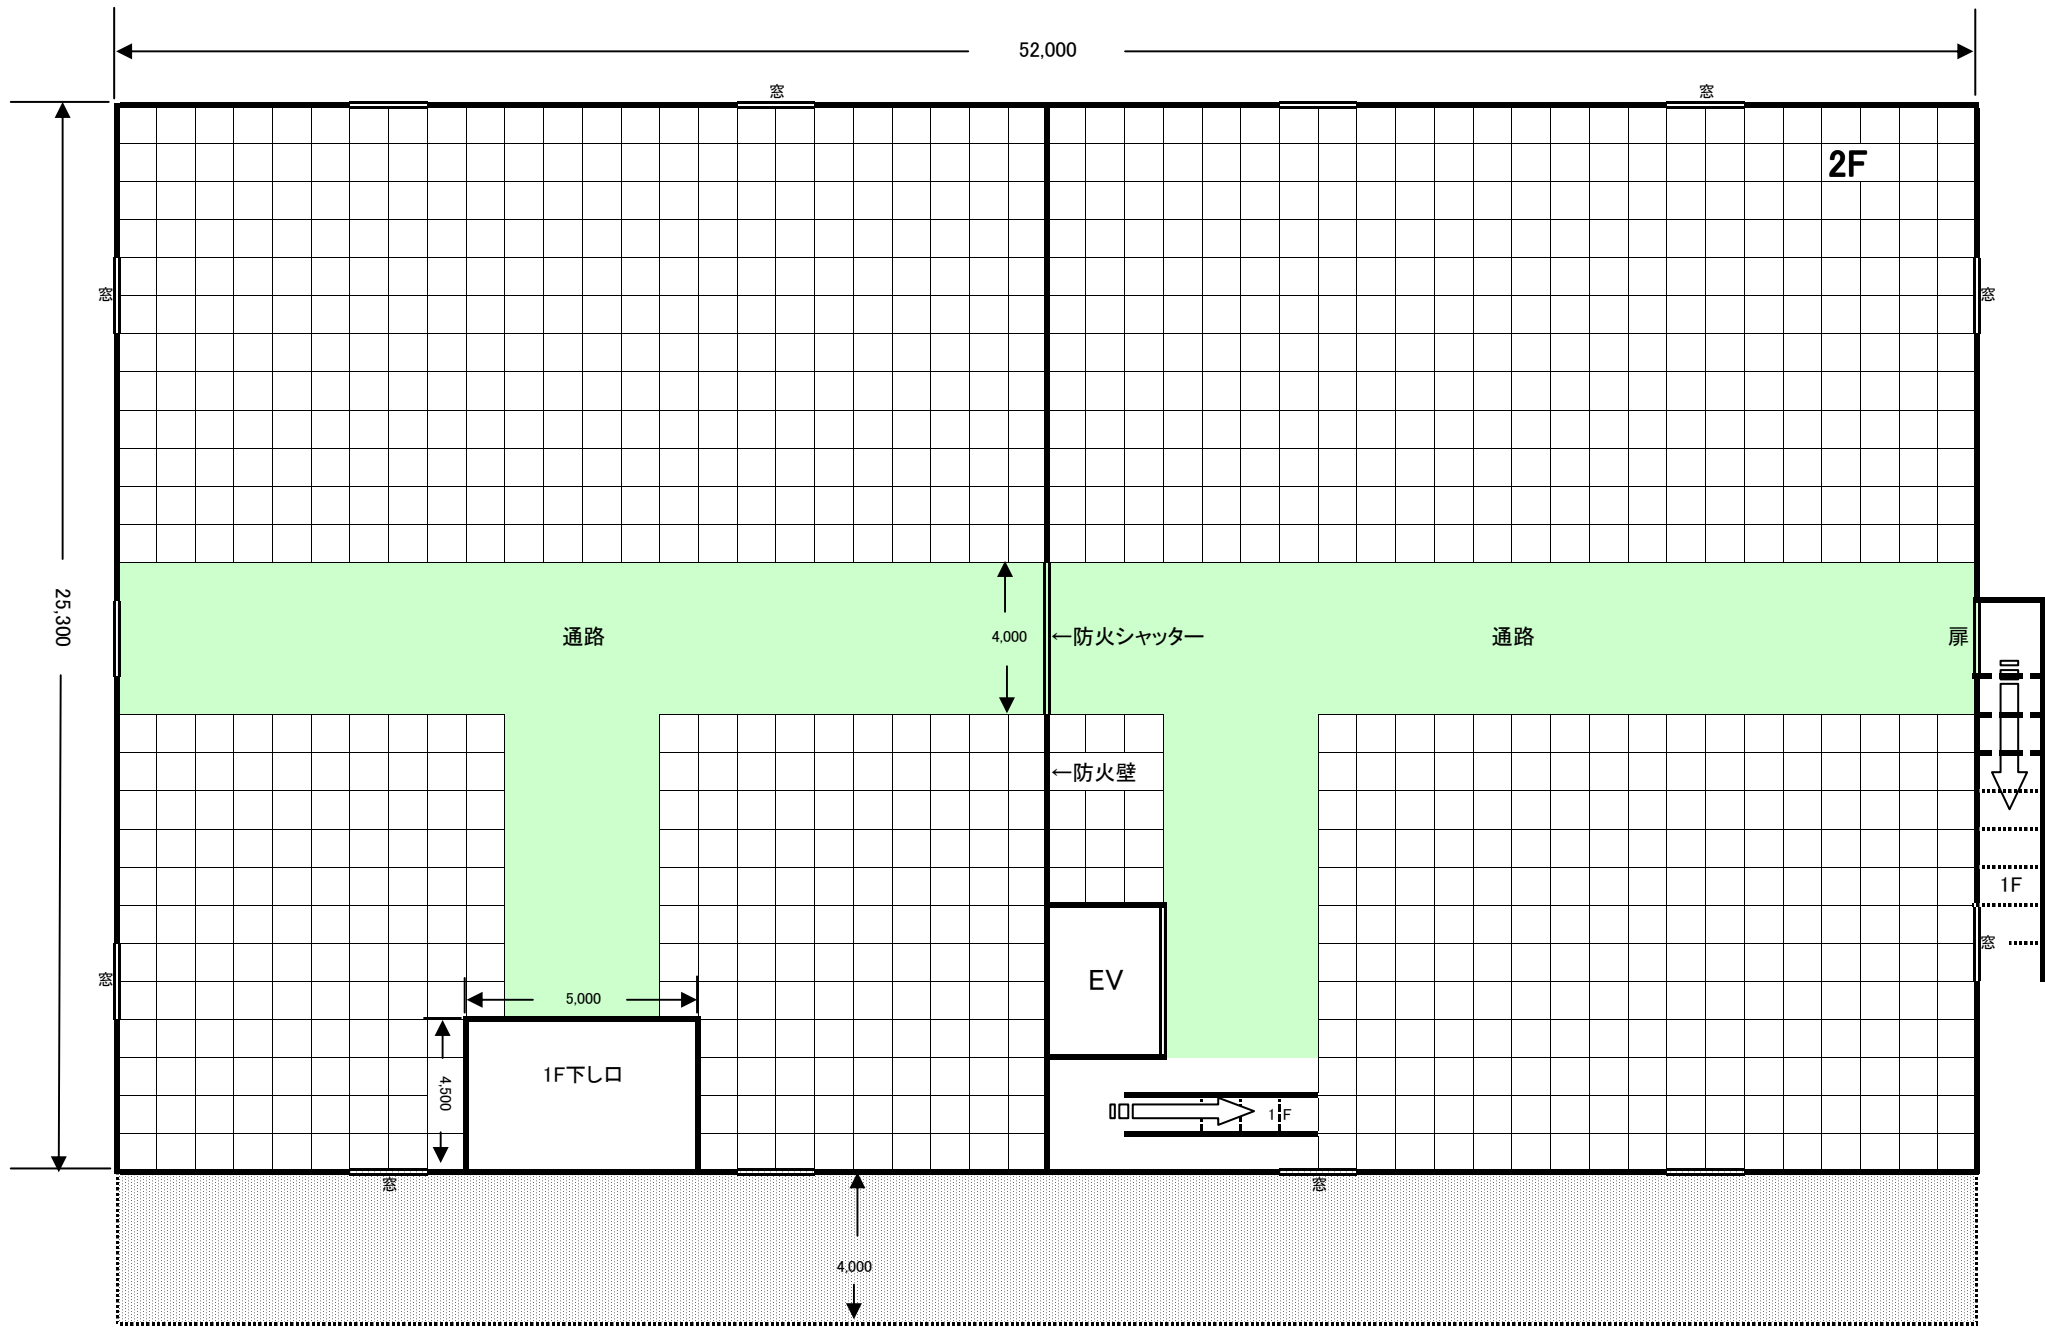 52,000
窓
窓
2F
窓
窓
25,300
通路
4,000
←防火シャッター
通路
扉
←防火壁
1F
窓
窓
EV
5,000
1F下し口
4,500
1F
窓
窓
4,000